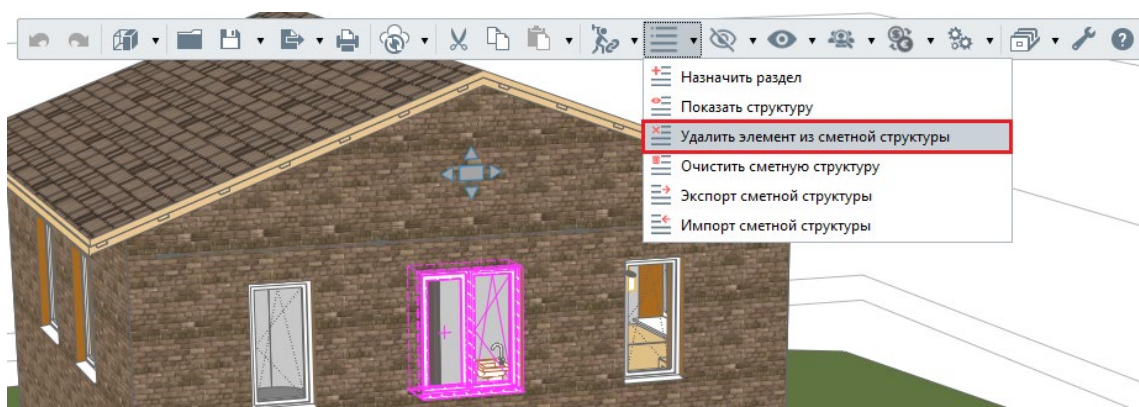 Назначить раздел
Показать структуру
Удалить элемент из сметной структуры
Очистить сметную структуру
Экспорт сметной структуры
Импорт сметной структуры